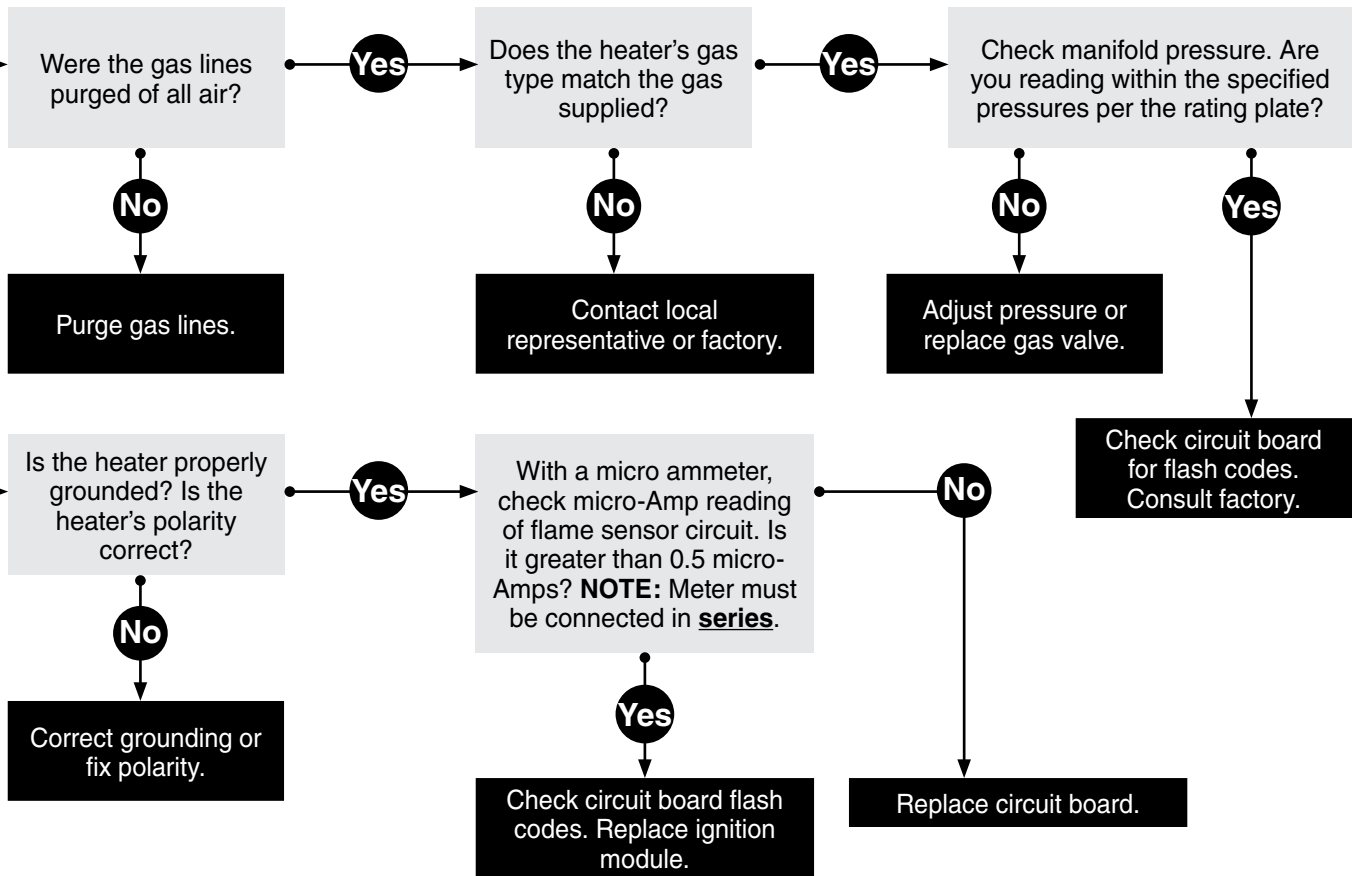 Were the gas lines
purged of all air?
Yes
Does the heater’s gas
type match the gas
supplied?
Yes
Check manifold pressure. Are
you reading within the specified
pressures per the rating plate?
No
No
No
Yes
Purge gas lines.
Contact local
representative or factory.
Adjust pressure or
replace gas valve.
Check circuit board
for flash codes.
Consult factory.
Is the heater properly
grounded? Is the
heater’s polarity
correct?
Yes
With a micro ammeter,
check micro-Amp reading
of flame sensor circuit. Is
it greater than 0.5 micro-
Amps? NOTE: Meter must
be connected in series.
No
No
Yes
Correct grounding or
fix polarity.
Check circuit board flash
codes. Replace ignition
module.
Replace circuit board.